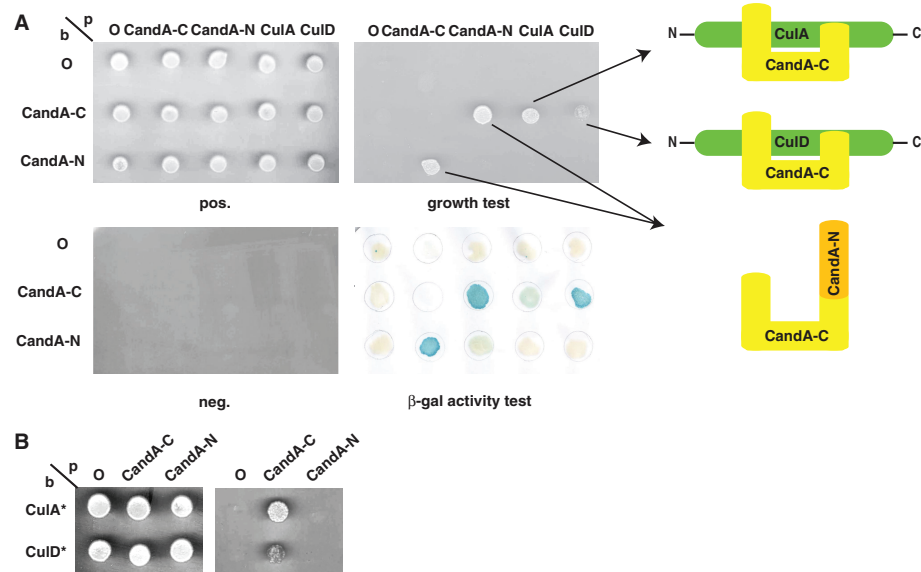 A
p
b
O CandA-C CandA-N CulA CulD
O CandA-C CandA-N CulA CulD
O
CandA-C
CandA-N
pos.
growth test
N
CulA
C
CandA-C
N
CulD
C
CandA-C
CandA-N
CandA-C
O
CandA-C
CandA-N
neg.
β-gal activity test
B
p
b
O CandA-C CandA-N
O CandA-C CandA-N
CulA*
CulD*